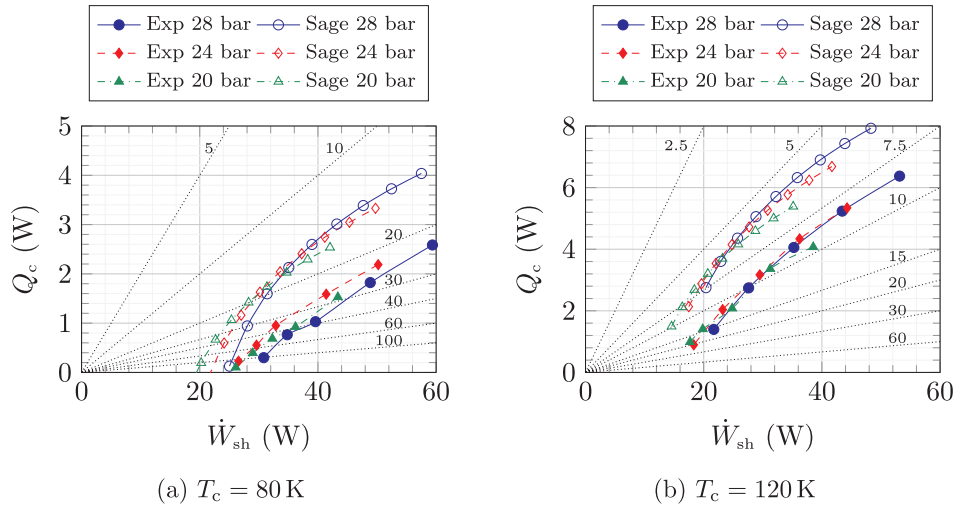 Exp 28 bar Sage 28 bar
Exp 24 bar Sage 24 bar
Exp 20 bar Sage 20 bar
5
4
3
2
1
0
0 20 40 60
5
10
20
30
40
60
100
Q_c (W)
Ẇ_sh (W)
(a) T_c = 80 K
Exp 28 bar Sage 28 bar
Exp 24 bar Sage 24 bar
Exp 20 bar Sage 20 bar
8
6
4
2
0
0 20 40 60
2.5
5
7.5
10
15
20
30
60
Q_c (W)
Ẇ_sh (W)
(b) T_c = 120 K